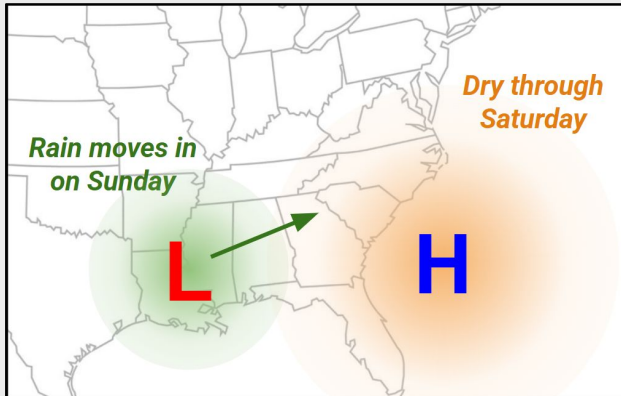 Dry through
Saturday
Rain moves in
on Sunday
L
H